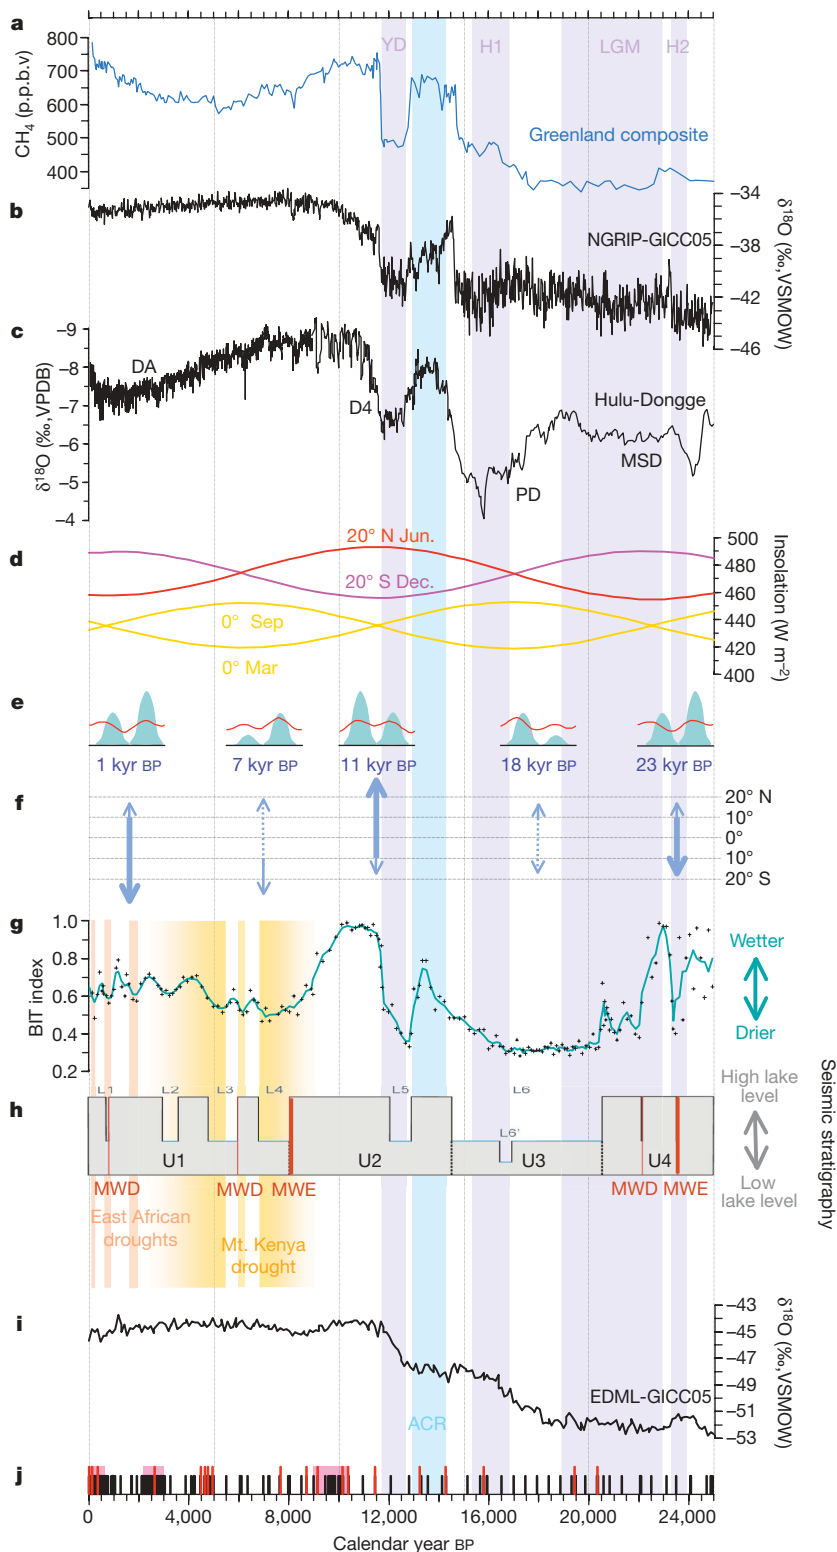 a
800
700
600
500
400
CH4 (p.p.b.v)
YD
H1
LGM
H2
Greenland composite
b
−34
−38
−42
−46
δ18O (‰,VSMOW)
NGRIP-GICC05
c
−9
−8
−7
−6
−5
−4
δ18O (‰,VPDB)
DA
D4
PD
MSD
Hulu-Dongge
d
20° N Jun.
20° S Dec.
0° Sep
0° Mar
500
480
460
440
420
400
Insolation (W m−2)
e
1 kyr BP
7 kyr BP
11 kyr BP
18 kyr BP
23 kyr BP
f
20° N
10°
0°
10°
20° S
g
1.0
0.8
0.6
0.4
0.2
BIT index
Wetter
Drier
h
L1
L2
L3
L4
L5
L6
L6'
U1
U2
U3
U4
MWD
MWD
MWE
MWD
MWE
High lake
level
Low
lake level
Seismic stratigraphy
East African
droughts
Mt. Kenya
drought
i
−43
−45
−47
−49
−51
−53
δ18O (‰,VSMOW)
EDML-GICC05
ACR
j
0
4,000
8,000
12,000
16,000
20,000
24,000
Calendar year BP